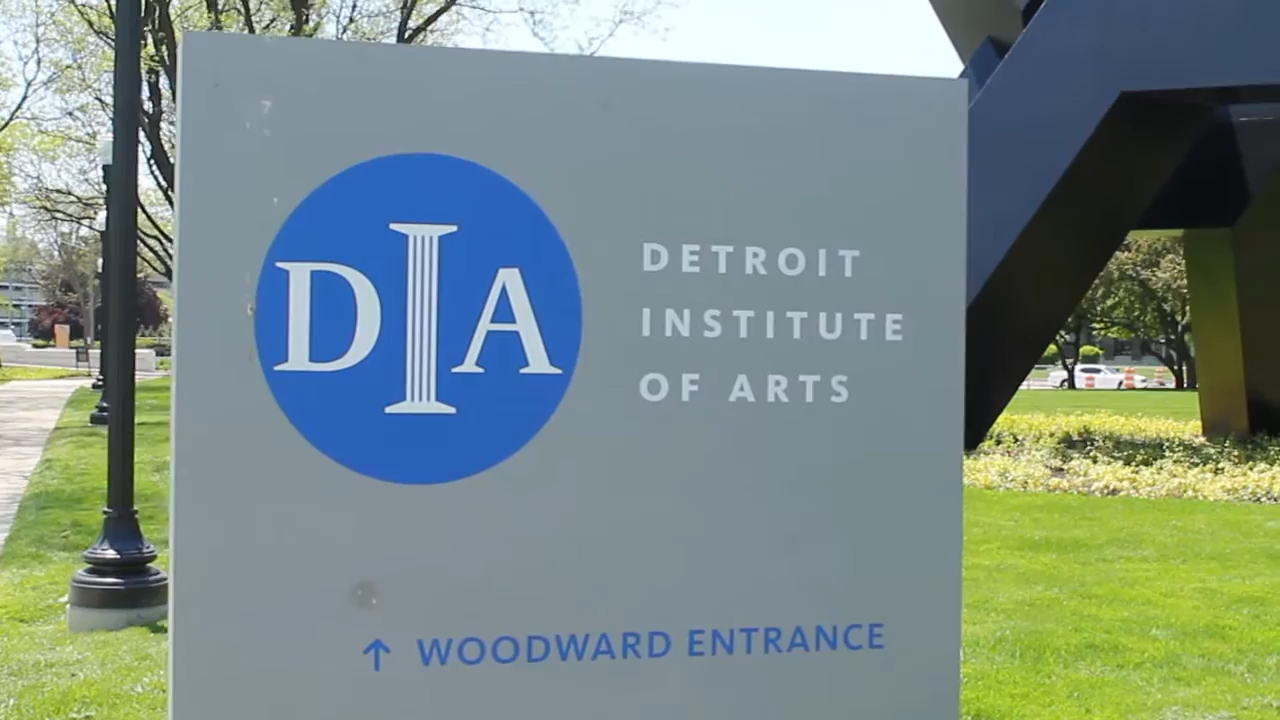 DIA
DETROIT
INSTITUTE
OF ARTS
↑ WOODWARD ENTRANCE